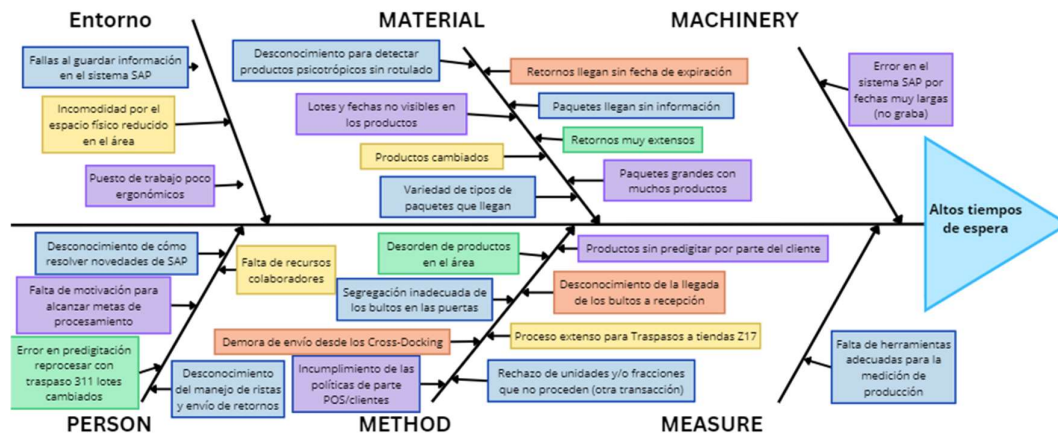 Entorno
MATERIAL
MACHINERY
Fallas al guardar información
en el sistema SAP
Incomodidad por el
espacio físico reducido
en el área
Puesto de trabajo poco
ergonómicos
Desconocimiento para detectar
productos psicotrópicos sin rotulado
Retornos llegan sin fecha de expiración
Lotes y fechas no visibles en
los productos
Paquetes llegan sin información
Retornos muy extensos
Productos cambiados
Paquetes grandes con
muchos productos
Variedad de tipos de
paquetes que llegan
Error en el
sistema SAP por
fechas muy largas
(no graba)
Altos tiempos
de espera
Desconocimiento de cómo
resolver novedades de SAP
Falta de recursos
colaboradores
Falta de motivación para
alcanzar metas de
procesamiento
Error en predigitación
reprocesar con
traspaso 311 lotes
cambiados
Desconocimiento
del manejo de ristas
y envío de retornos
Desorden de productos
en el área
Productos sin predigitar por parte del cliente
Segregación inadecuada de
los bultos en las puertas
Desconocimiento de la llegada
de los bultos a recepción
Demora de envío desde los Cross-Docking
Proceso extenso para Traspasos a tiendas Z17
Incumplimiento de las
políticas de parte
POS/clientes
Rechazo de unidades y/o fracciones
que no proceden (otra transacción)
Falta de herramientas
adecuadas para la
medición de
producción
PERSON
METHOD
MEASURE